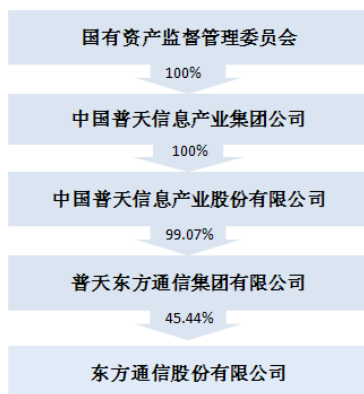 国有资产监督管理委员会
100%
中国普天信息产业集团公司
100%
中国普天信息产业股份有限公司
99.07%
普天东方通信集团有限公司
45.44%
东方通信股份有限公司